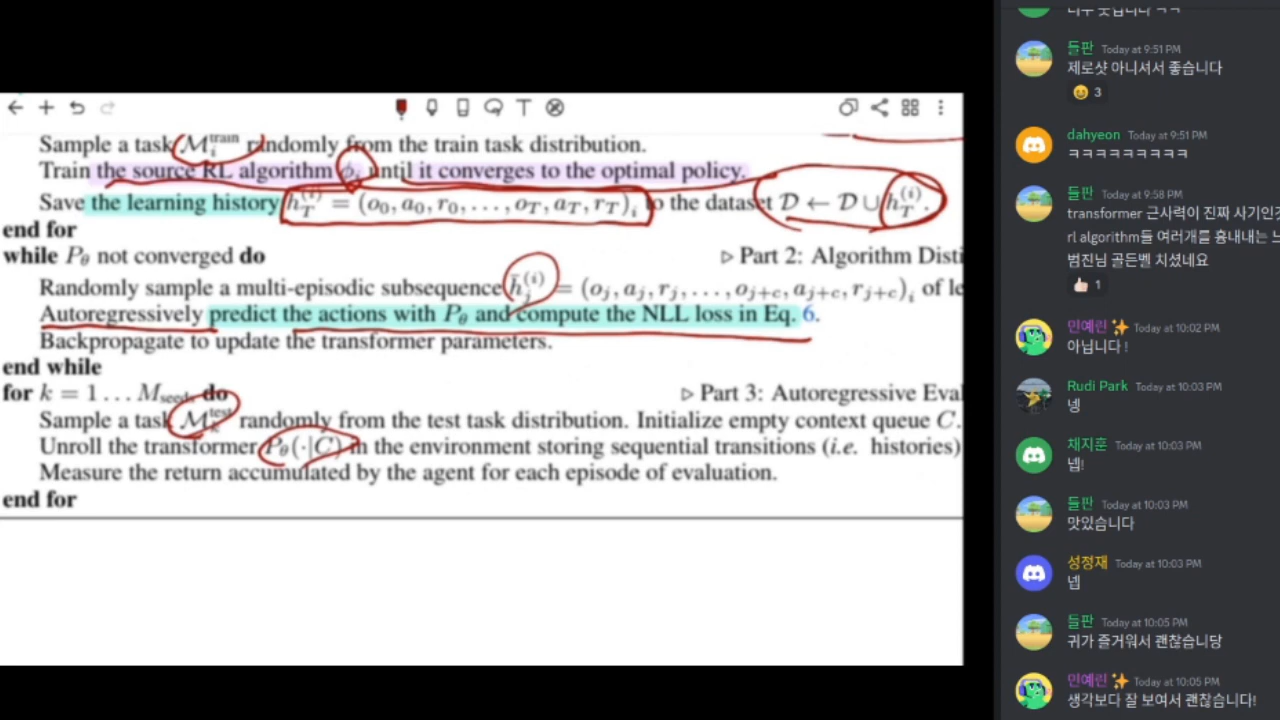 Sample a task 𝓜ᵢᵗʳᵃⁱⁿ randomly from the train task distribution.
Train the source RL algorithm ϕᵢ until it converges to the optimal policy.
Save the learning history h_T^{(i)} = (o₀, a₀, r₀, . . . , o_T, a_T, r_T)ᵢ to the dataset 𝒟 ← 𝒟 ∪ h_T^{(i)}.
end for
while P_θ not converged do ▷ Part 2: Algorithm Disti
Randomly sample a multi-episodic subsequence h̄_j^{(i)} = (o_j, a_j, r_j, . . . , o_{j+c}, a_{j+c}, r_{j+c})ᵢ of le
Autoregressively predict the actions with P_θ and compute the NLL loss in Eq. 6.
Backpropagate to update the transformer parameters.
end while
for k = 1 . . . M_seeds do ▷ Part 3: Autoregressive Eval
Sample a task 𝓜_k^{test} randomly from the test task distribution. Initialize empty context queue C.
Unroll the transformer P_θ(·|C) in the environment storing sequential transitions (i.e. histories)
Measure the return accumulated by the agent for each episode of evaluation.
end for
들판 Today at 9:51 PM
제로샷 아니셔서 좋습니다
3
dahyeon Today at 9:51 PM
ㅋㅋㅋㅋㅋㅋㅋㅋㅋ
들판 Today at 9:58 PM
transformer 근사력이 진짜 사기인
rl algorithm들 여러개를 흉내내는
범진님 골든벨 치셨네요
1
민예린 Today at 10:02 PM
아닙니다 !
Rudi Park Today at 10:03 PM
넹
채지훈 Today at 10:03 PM
넵!
들판 Today at 10:03 PM
맛있습니다
성정재 Today at 10:03 PM
넵
들판 Today at 10:05 PM
귀가 즐거워서 괜찮습니당
민예린 Today at 10:05 PM
생각보다 잘 보여서 괜찮습니다!